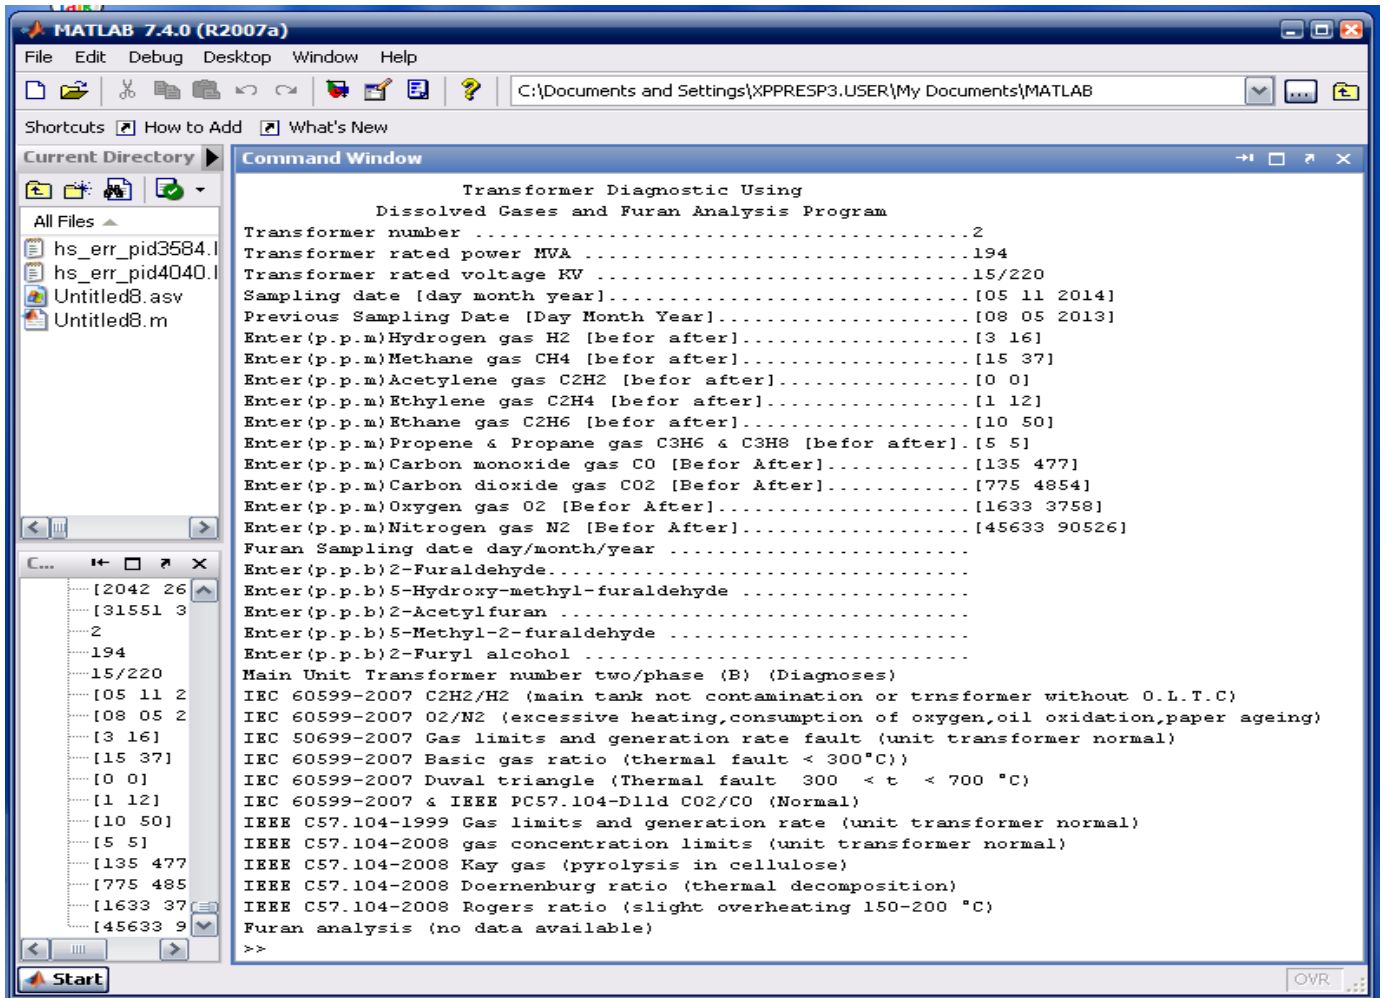 Talk
MATLAB 7.4.0 (R2007a)
File Edit Debug Desktop Window Help
C:\Documents and Settings\XPPRESP3.USER\My Documents\MATLAB
Shortcuts How to Add What's New
Current Directory
All Files
hs_err_pid3584.l
hs_err_pid4040.l
Untitled8.asv
Untitled8.m
C...
[2042 26
[31551 3
2
194
15/220
[05 11 2
[08 05 2
[3 16]
[15 37]
[0 0]
[1 12]
[10 50]
[5 5]
[135 477
[775 485
[1633 37
[45633 9
Command Window
Transformer Diagnostic Using
Dissolved Gases and Furan Analysis Program
Transformer number .........................................2
Transformer rated power MVA ................................194
Transformer rated voltage KV ...............................15/220
Sampling date [day month year]..............................[05 11 2014]
Previous Sampling Date [Day Month Year].....................[08 05 2013]
Enter(p.p.m)Hydrogen gas H2 [befor after]...................[3 16]
Enter(p.p.m)Methane gas CH4 [befor after]...................[15 37]
Enter(p.p.m)Acetylene gas C2H2 [befor after]................[0 0]
Enter(p.p.m)Ethylene gas C2H4 [befor after].................[1 12]
Enter(p.p.m)Ethane gas C2H6 [befor after]...................[10 50]
Enter(p.p.m)Propene & Propane gas C3H6 & C3H8 [befor after].[5 5]
Enter(p.p.m)Carbon monoxide gas CO [Befor After]............[135 477]
Enter(p.p.m)Carbon dioxide gas CO2 [Befor After]............[775 4854]
Enter(p.p.m)Oxygen gas O2 [Befor After].....................[1633 3758]
Enter(p.p.m)Nitrogen gas N2 [Befor After]...................[45633 90526]
Furan Sampling date day/month/year .........................
Enter(p.p.b)2-Furaldehyde...................................
Enter(p.p.b)5-Hydroxy-methyl-furaldehyde ...................
Enter(p.p.b)2-Acetylfuran ..................................
Enter(p.p.b)5-Methyl-2-furaldehyde .........................
Enter(p.p.b)2-Furyl alcohol ................................
Main Unit Transformer number two/phase (B) (Diagnoses)
IEC 60599-2007 C2H2/H2 (main tank not contamination or trnsformer without O.L.T.C)
IEC 60599-2007 O2/N2 (excessive heating,consumption of oxygen,oil oxidation,paper ageing)
IEC 50699-2007 Gas limits and generation rate fault (unit transformer normal)
IEC 60599-2007 Basic gas ratio (thermal fault < 300°C))
IEC 60599-2007 Duval triangle (Thermal fault 300 < t < 700 °C)
IEC 60599-2007 & IEEE PC57.104-D11d CO2/CO (Normal)
IEEE C57.104-1999 Gas limits and generation rate (unit transformer normal)
IEEE C57.104-2008 gas concentration limits (unit transformer normal)
IEEE C57.104-2008 Kay gas (pyrolysis in cellulose)
IEEE C57.104-2008 Doernenburg ratio (thermal decomposition)
IEEE C57.104-2008 Rogers ratio (slight overheating 150-200 °C)
Furan analysis (no data available)
>>
Start
OVR